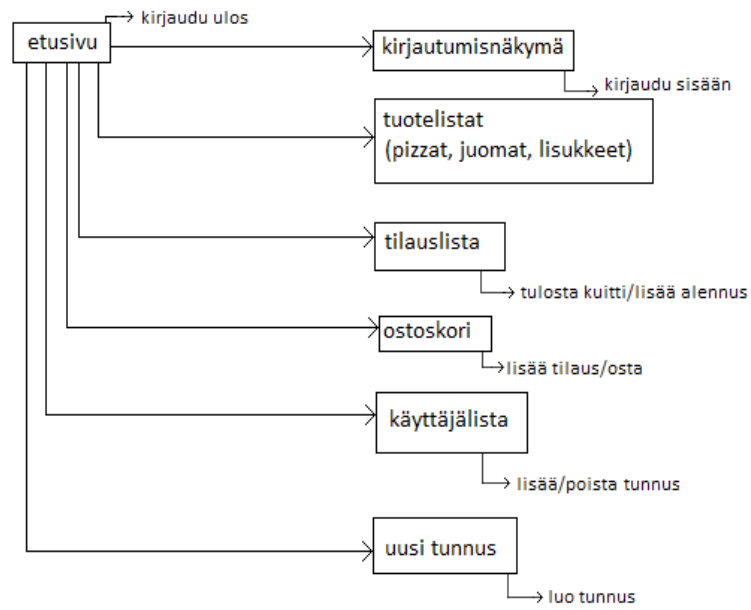 kirjaudu ulos
etusivu
kirjautumisnäkymä
kirjaudu sisään
tuotelistat
(pizzat, juomat, lisukkeet)
tilauslista
tulosta kuitti/lisää alennus
ostoskori
lisää tilaus/osta
käyttäjälista
lisää/poista tunnus
uusi tunnus
luo tunnus